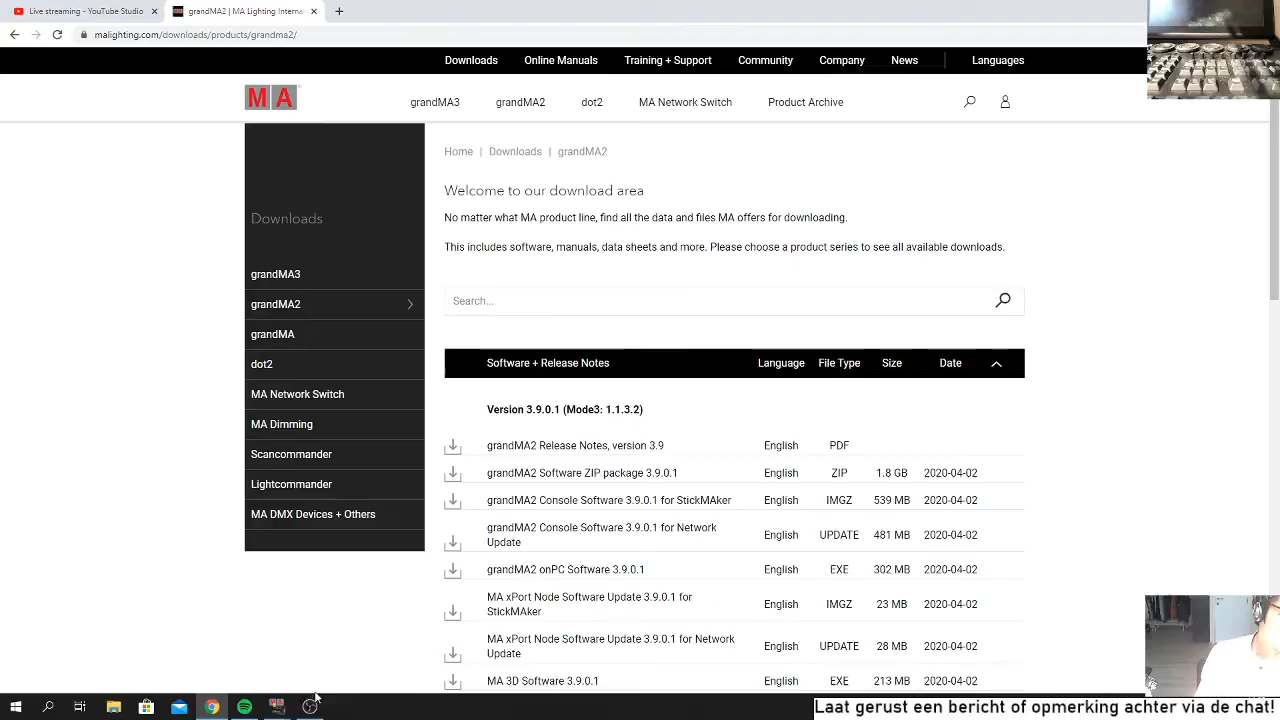 Live streaming - YouTube Studio
grandMA2 | MA Lighting Interna
malighting.com/downloads/products/grandma2/
Downloads Online Manuals Training + Support Community Company News Languages
MA grandMA3 grandMA2 dot2 MA Network Switch Product Archive
Home | Downloads | grandMA2
Welcome to our download area
No matter what MA product line, find all the data and files MA offers for downloading.
This includes software, manuals, data sheets and more. Please choose a product series to see all available downloads.
Downloads
grandMA3
grandMA2
grandMA
dot2
MA Network Switch
MA Dimming
Scancommander
Lightcommander
MA DMX Devices + Others
Search...
Software + Release Notes Language File Type Size Date
Version 3.9.0.1 (Mode3: 1.1.3.2)
grandMA2 Release Notes, version 3.9 English PDF
grandMA2 Software ZIP package 3.9.0.1 English ZIP 1.8 GB 2020-04-02
grandMA2 Console Software 3.9.0.1 for StickMAker English IMGZ 539 MB 2020-04-02
grandMA2 Console Software 3.9.0.1 for Network
Update English UPDATE 481 MB 2020-04-02
grandMA2 onPC Software 3.9.0.1 English EXE 302 MB 2020-04-02
MA xPort Node Software Update 3.9.0.1 for
StickMAker English IMGZ 23 MB 2020-04-02
MA xPort Node Software Update 3.9.0.1 for Network
Update English UPDATE 28 MB 2020-04-02
MA 3D Software 3.9.0.1 English EXE 213 MB 2020-04-02
Laat gerust een bericht of opmerking achter via de chat!